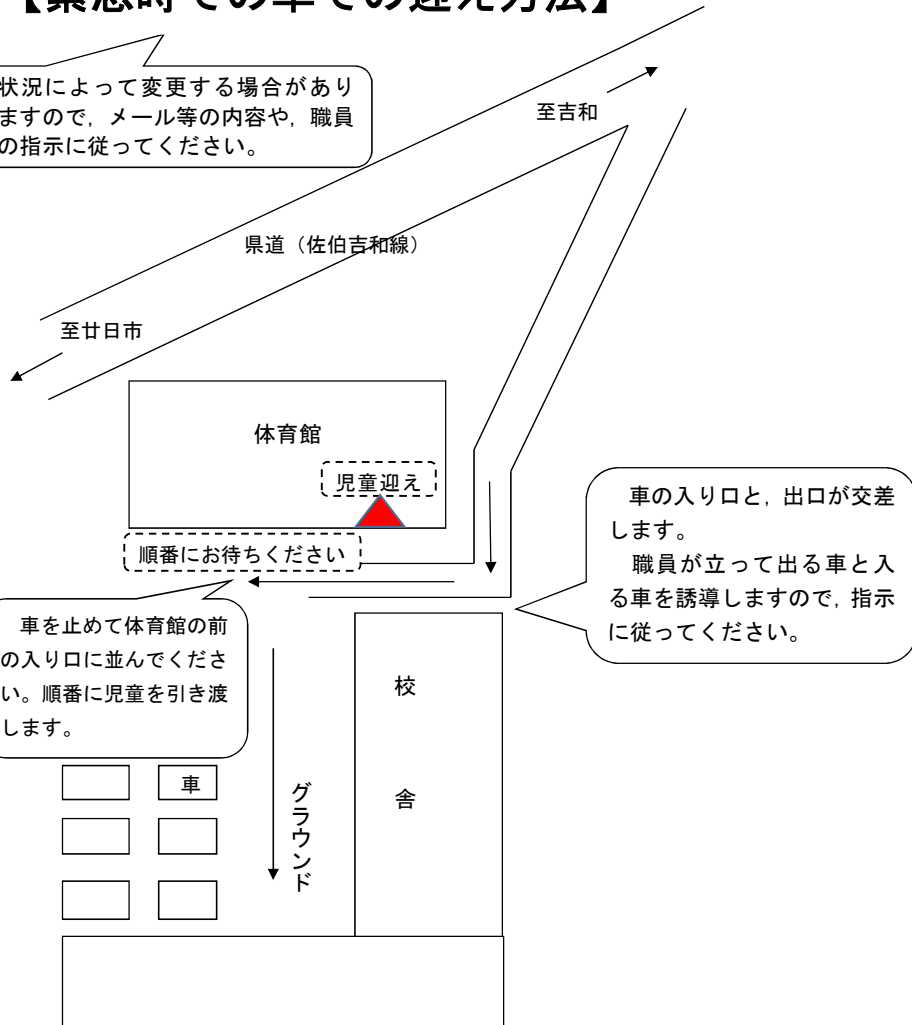 【緊急時での車での迎え方法】
状況によって変更する場合があり
ますので，メール等の内容や，職員
の指示に従ってください。
至吉和
県道（佐伯吉和線）
至廿日市
体育館
児童迎え
順番にお待ちください
車の入り口と，出口が交差
します。
職員が立って出る車と入
る車を誘導しますので，指示
に従ってください。
車を止めて体育館の前
の入り口に並んでくださ
い。順番に児童を引き渡
します。
校
舎
車
グラウンド